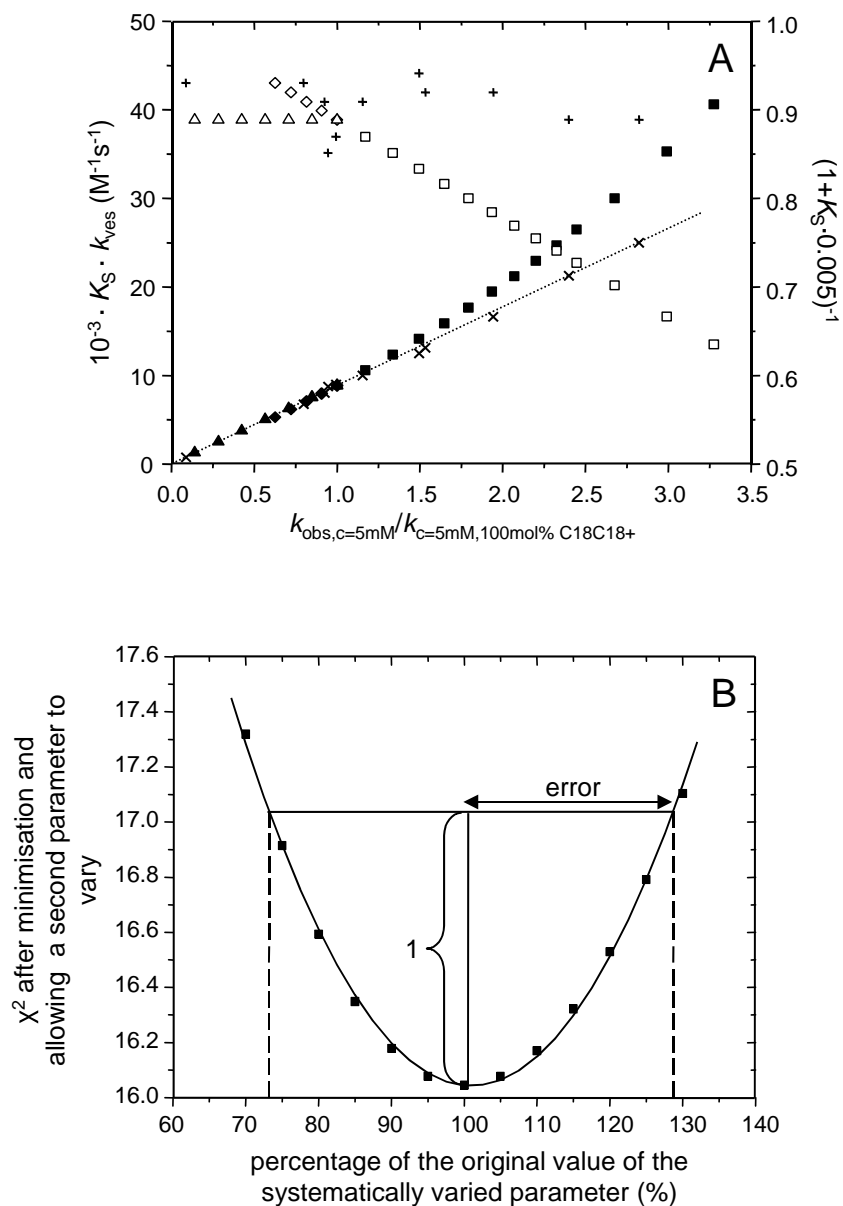 A
50
40
30
20
10
0
1.0
0.9
0.8
0.7
0.6
0.5
0.0 0.5 1.0 1.5 2.0 2.5 3.0 3.5
10⁻³ · K_S · k_ves (M⁻¹s⁻¹)
(1+K_S·0.005)⁻¹
k_obs,c=5mM/k_c=5mM,100mol% C18C18+
B
17.6
17.4
17.2
17.0
16.8
16.6
16.4
16.2
16.0
error
1
60 70 80 90 100 110 120 130 140
χ² after minimisation and
allowing a second parameter to
vary
percentage of the original value of the
systematically varied parameter (%)